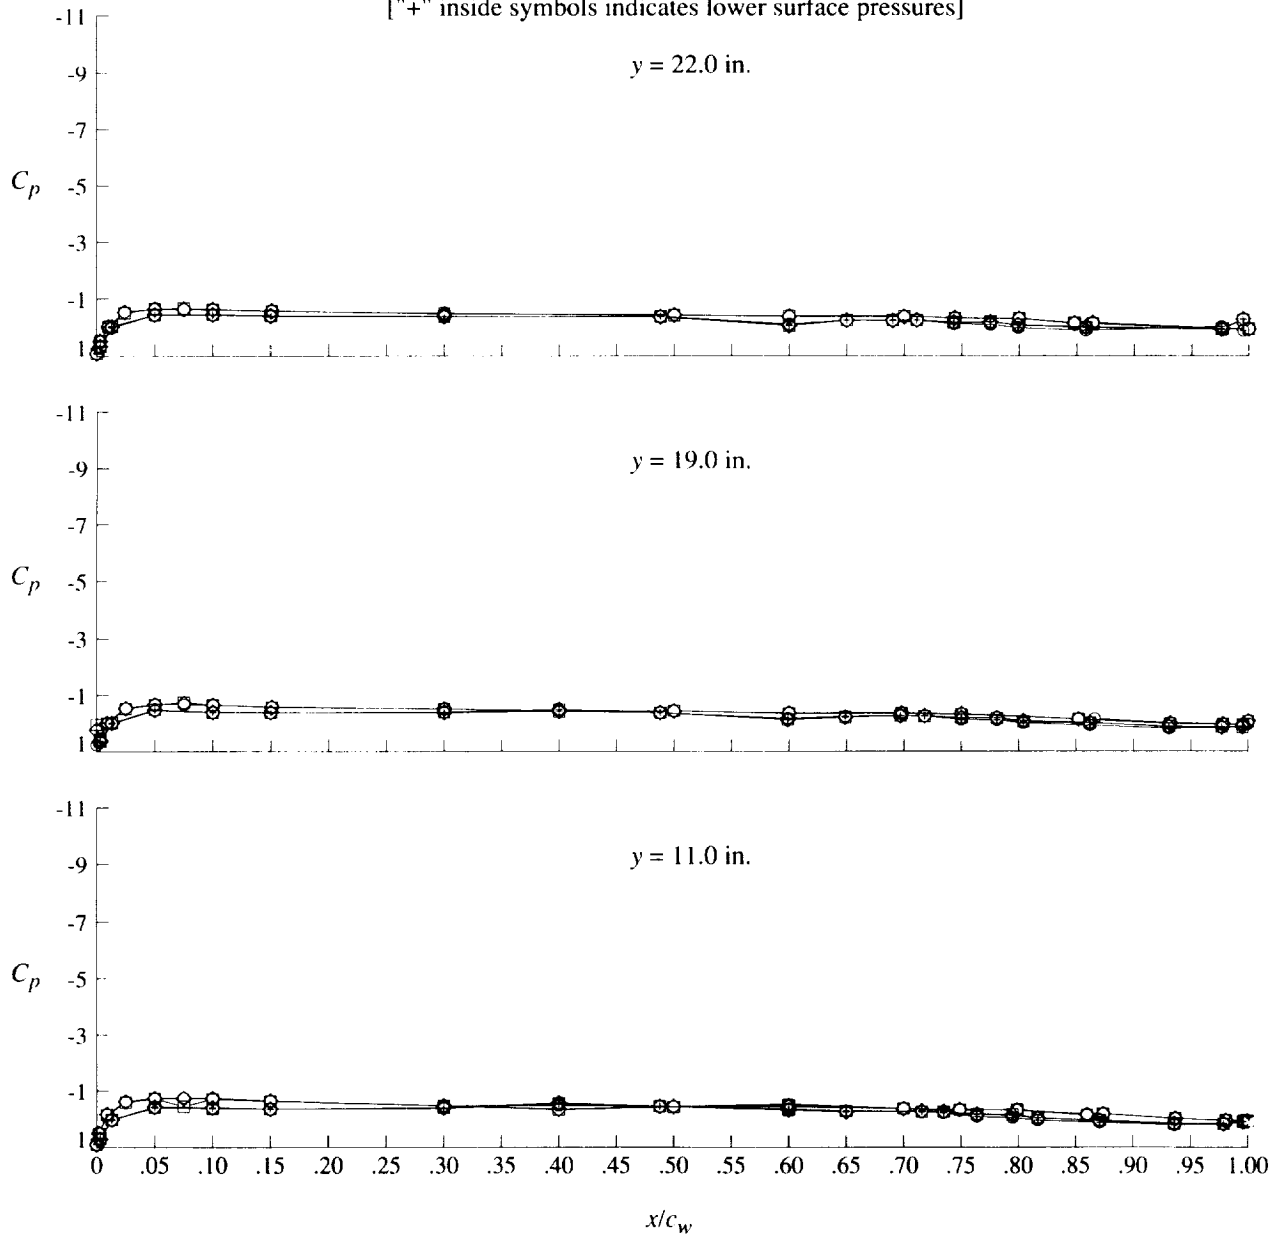 ["+" inside symbols indicates lower surface pressures]
-11
y = 22.0 in.
-9
-7
Cp -5
-3
-1
1
-11
y = 19.0 in.
-9
-7
Cp -5
-3
-1
1
-11
y = 11.0 in.
-9
-7
Cp -5
-3
-1
1
0 .05 .10 .15 .20 .25 .30 .35 .40 .45 .50 .55 .60 .65 .70 .75 .80 .85 .90 .95 1.00
x/cw